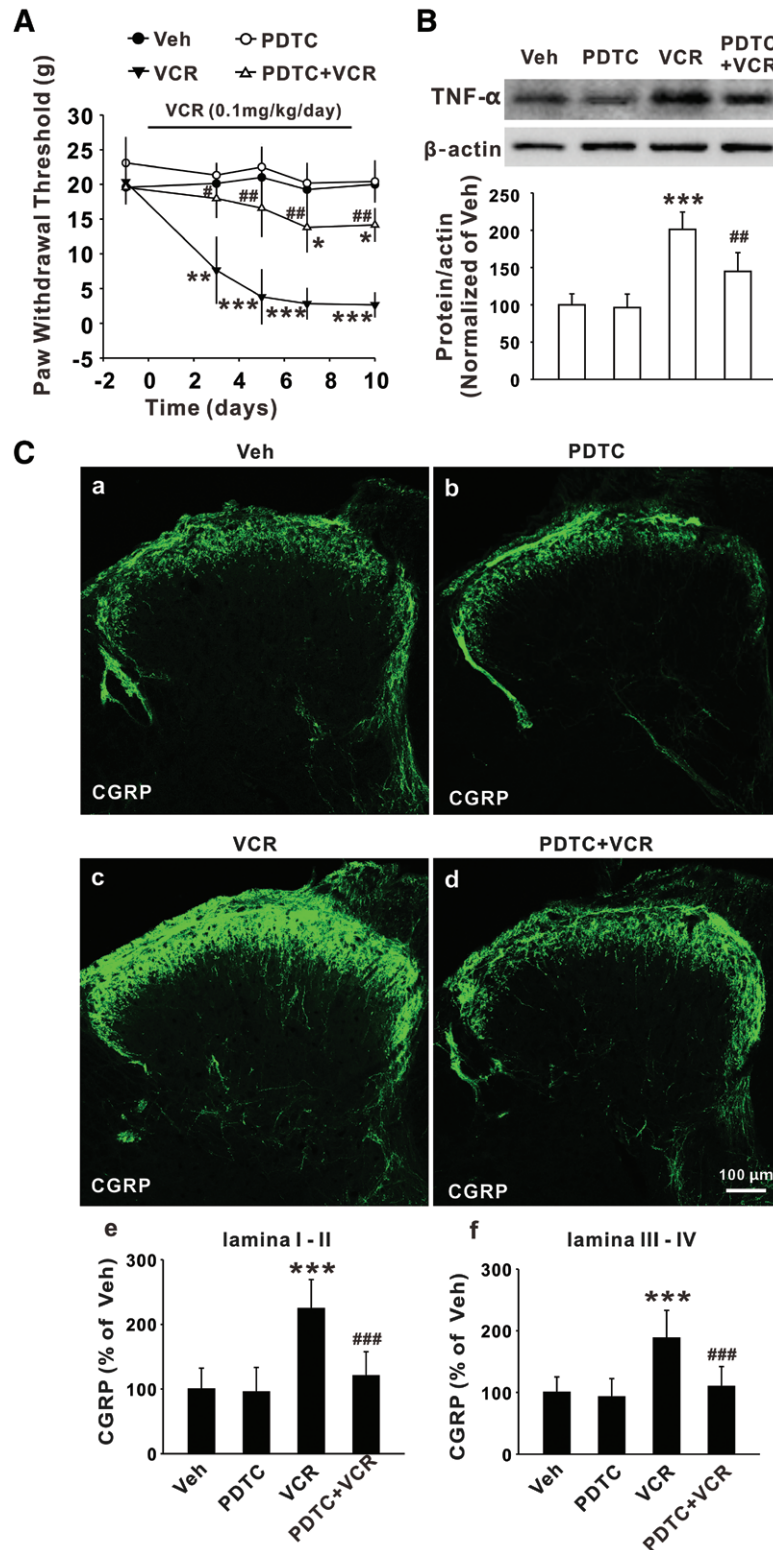 A
Veh
PDTC
VCR
PDTC+VCR
VCR (0.1mg/kg/day)
Paw Withdrawal Threshold (g)
30
25
20
15
10
5
0
-5
-2
0
2
4
6
8
10
Time (days)
#
##
##
##
*
*
**
***
***
***
B
Veh
PDTC
VCR
PDTC
+VCR
TNF-α
β-actin
Protein/actin
(Normalized of Veh)
200
150
100
50
0
***
##
C
Veh
PDTC
a
b
CGRP
CGRP
VCR
PDTC+VCR
c
d
CGRP
CGRP
100 µm
e
lamina I - II
CGRP (% of Veh)
300
200
100
0
***
###
Veh
PDTC
VCR
PDTC+VCR
f
lamina III - IV
CGRP (% of Veh)
300
200
100
0
***
###
Veh
PDTC
VCR
PDTC+VCR